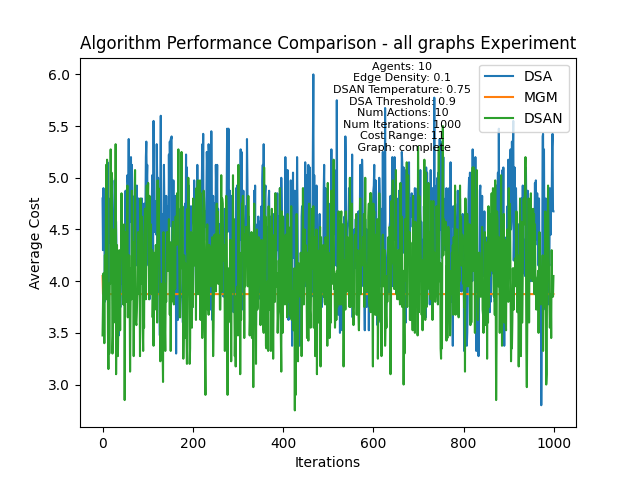 Algorithm Performance Comparison - all graphs Experiment
Agents: 10
Edge Density: 0.1
DSAN Temperature: 0.75
DSA Threshold: 0.9
Num Actions: 10
Num Iterations: 1000
Cost Range: 11
Graph: complete
DSA
MGM
DSAN
6.0
5.5
5.0
4.5
4.0
3.5
3.0
Average Cost
0
200
400
600
800
1000
Iterations